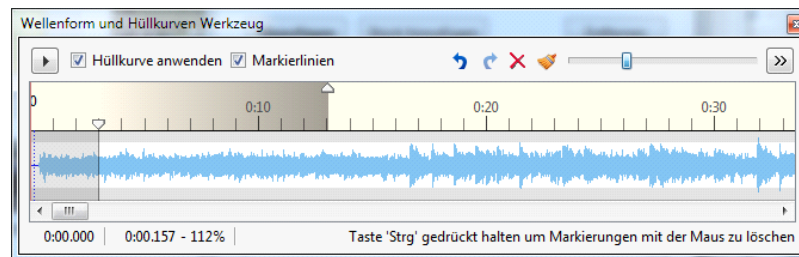 Wellenform und Hüllkurven Werkzeug
Hüllkurve anwenden Markierlinien
0 0:10 0:20 0:30
0:00.000 0:00.157 - 112% Taste 'Strg' gedrückt halten um Markierungen mit der Maus zu löschen